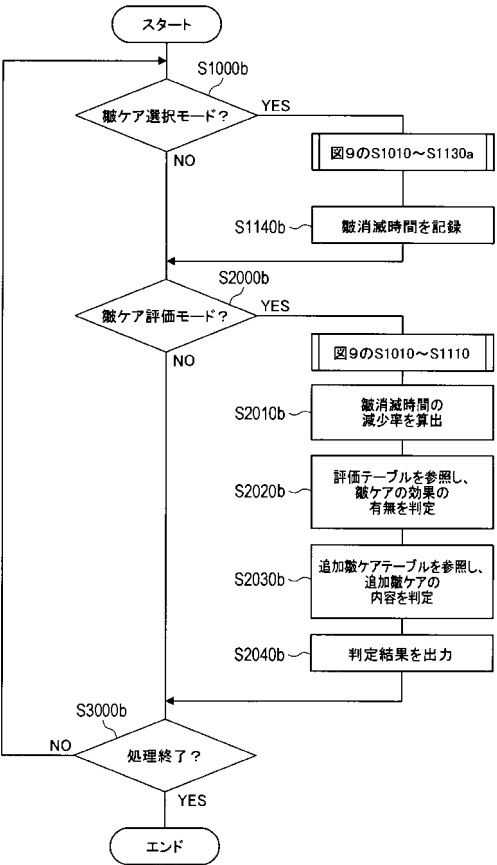 スタート
S1000b
皺ケア選択モード?
YES
NO
図9のS1010~S1130a
S1140b
皺消滅時間を記録
S2000b
皺ケア評価モード?
YES
NO
図9のS1010~S1110
S2010b
皺消滅時間の
減少率を算出
S2020b
評価テーブルを参照し、
皺ケアの効果の
有無を判定
S2030b
追加皺ケアテーブルを参照し、
追加皺ケアの
内容を判定
S2040b
判定結果を出力
S3000b
NO
処理終了?
YES
エンド